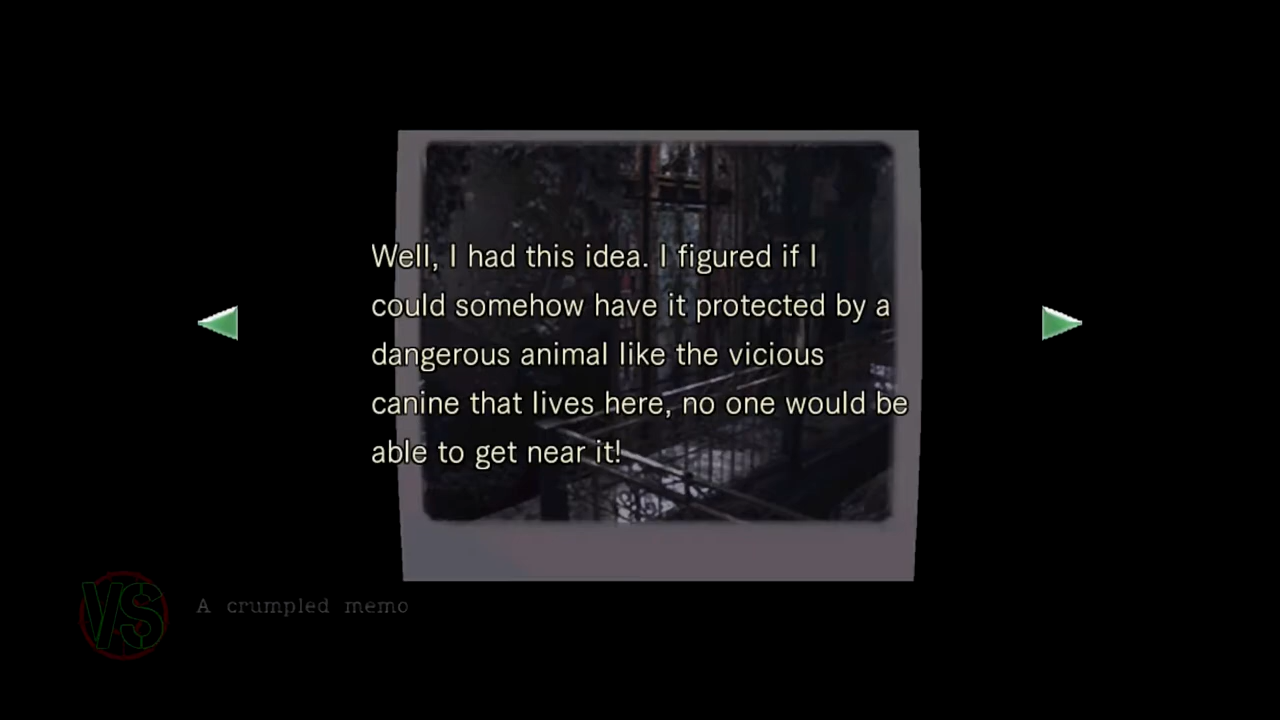 Well, I had this idea. I figured if I
could somehow have it protected by a
dangerous animal like the vicious
canine that lives here, no one would be
able to get near it!
VS
A crumpled memo